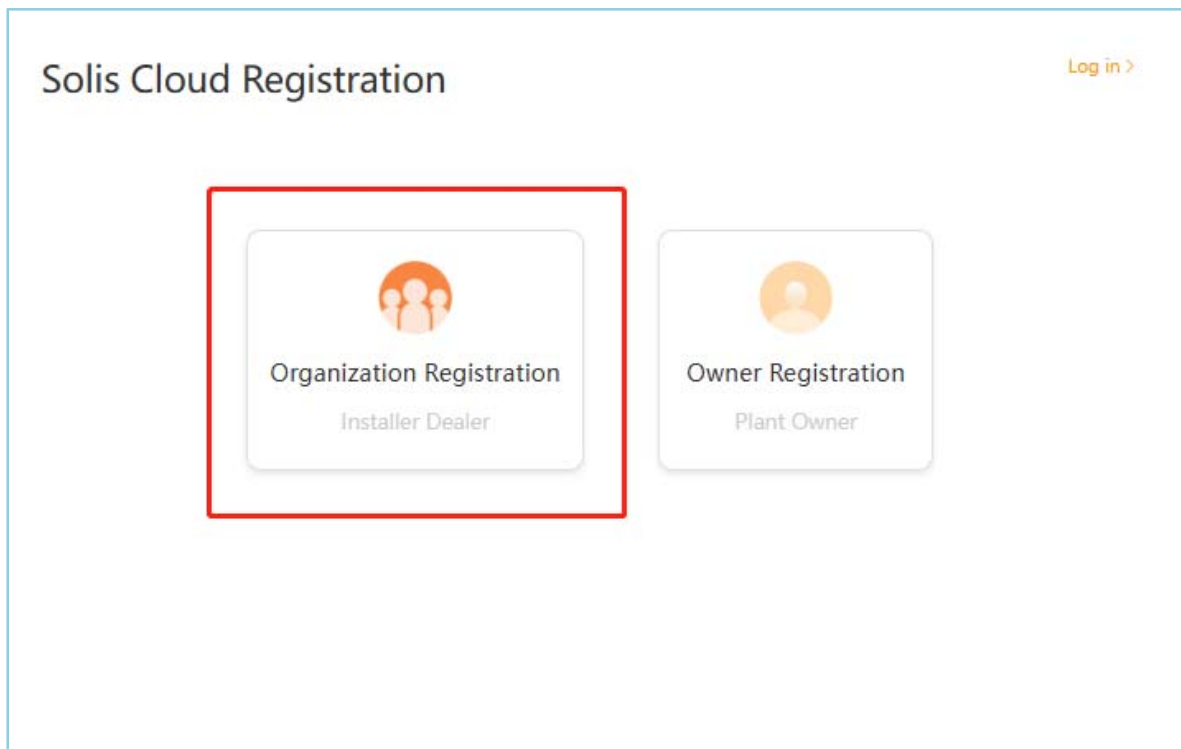 Solis Cloud Registration
Log in >
Organization Registration
Installer Dealer
Owner Registration
Plant Owner